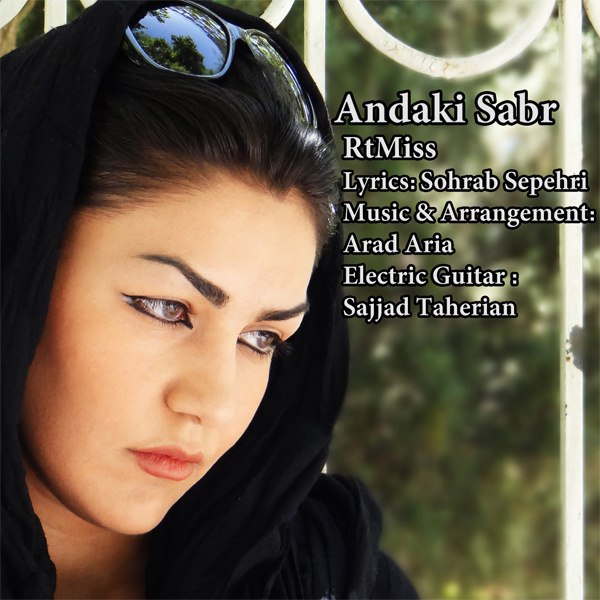 Andaki Sabr
RtMiss
Lyrics: Sohrab Sepehri
Music & Arrangement:
Arad Aria
Electric Guitar :
Sajjad Taherian